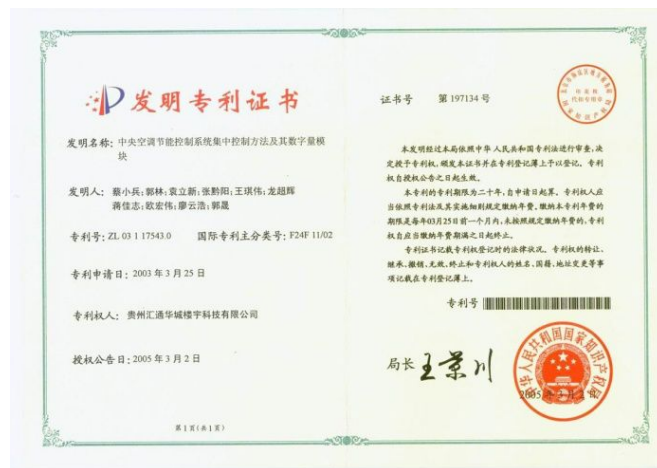 发明专利证书
发明名称：中央空调节能控制系统集中控制方法及其数字量模
块
发明人：蔡小兵;郭林;袁立新;张黔阳;王琪伟;龙超辉
蒋佳志;欧宏伟;廖云浩;郭晟
专利号：ZL 03 1 17543.0 国际专利主分类号：F24F 11/02
专利申请日：2003 年 3 月 25 日
专利权人：贵州汇通华城楼宇科技有限公司
授权公告日：2005 年 3 月 2 日
第 1 页(共 1 页)
证书号 第 197134 号
本发明经过本局依照中华人民共和国专利法进行审查，决
定授予专利权，颁发本证书并在专利登记簿上予以登记。专利
权自授权公告之日起生效。
本专利的专利期限为二十年，自申请日起算。专利权人应
当依照专利法及其实施细则规定缴纳年费。缴纳本专利年费的
期限是每年03月25日前一个月内。未按照规定缴纳年费的，专利
权自应当缴纳年费期满之日起终止。
专利证书记载专利权登记时的法律状况。专利权的转让、
继承、撤销、无效、终止和专利权人的姓名、国籍、地址变更等事
项记载在专利登记簿上。
专利号
局长 王景川
中华人民共和国国家知识产权局
2005 年 3 月 2 日